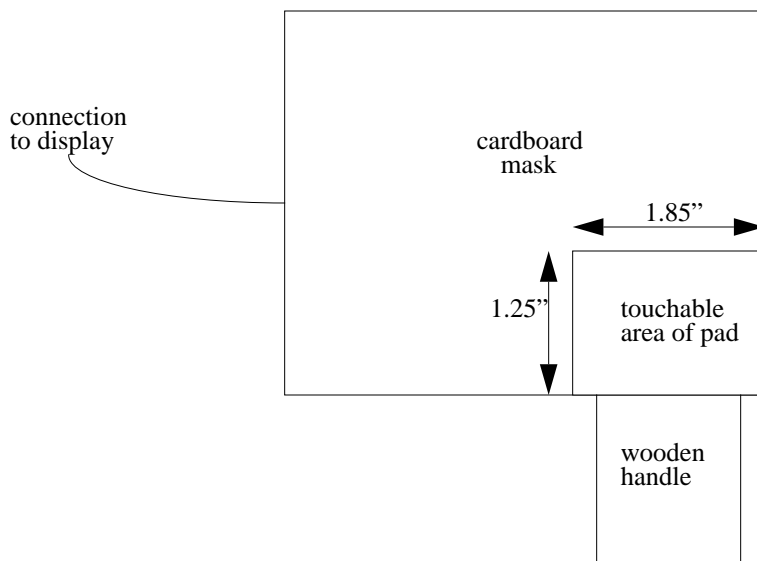 connection
to display
cardboard
mask
1.85”
1.25”
touchable
area of pad
wooden
handle